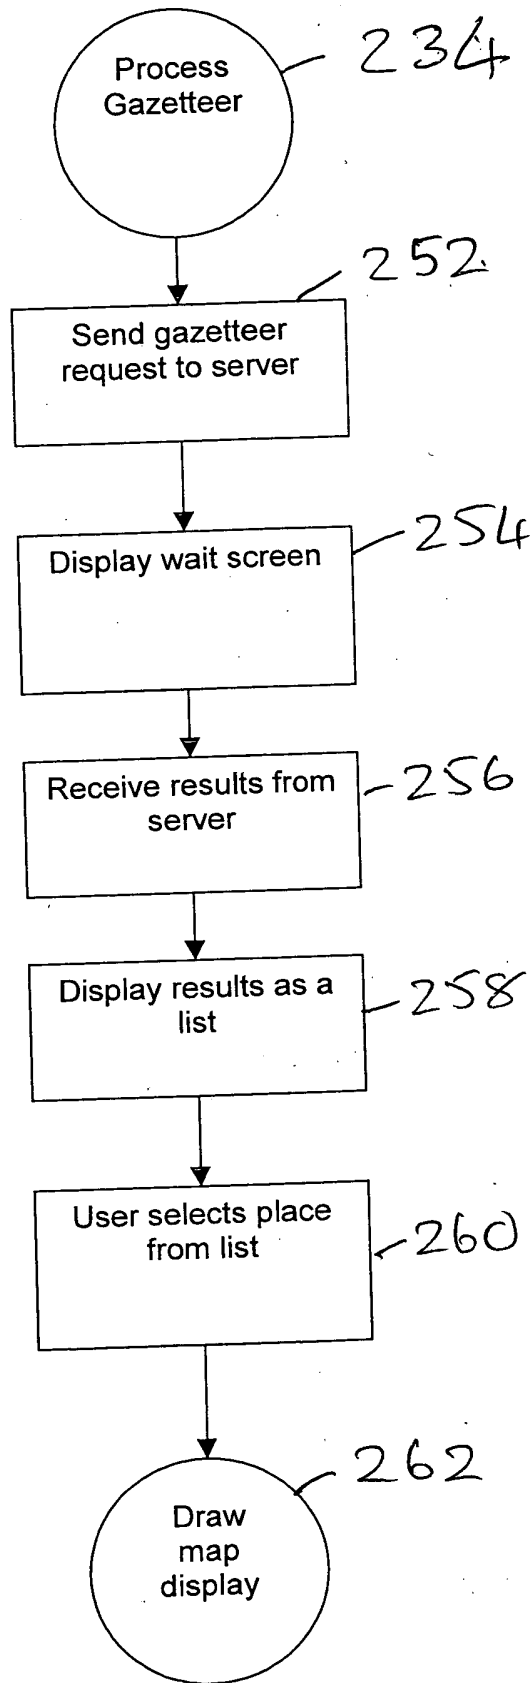 Process
Gazetteer
234
252
Send gazetteer
request to server
254
Display wait screen
256
Receive results from
server
258
Display results as a
list
260
User selects place
from list
262
Draw
map
display